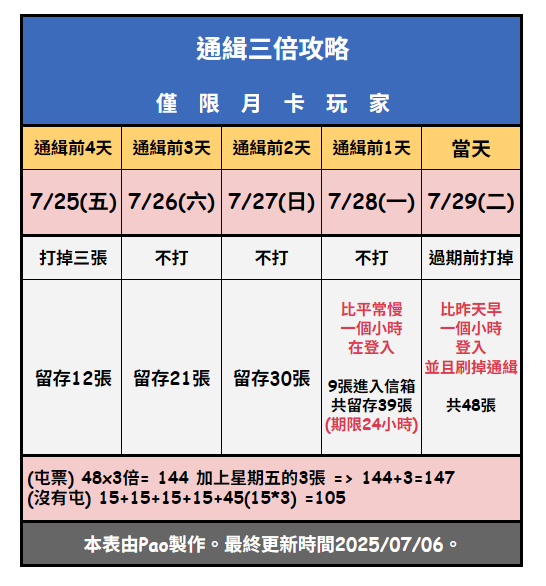 通緝三倍攻略
僅限月卡玩家
通緝前4天 通緝前3天 通緝前2天 通緝前1天 當天
7/25(五) 7/26(六) 7/27(日) 7/28(一) 7/29(二)
打掉三張 不打 不打 不打 過期前打掉
留存12張 留存21張 留存30張
比平常慢
一個小時
在登入
9張進入信箱
共留存39張
(期限24小時)
比昨天早
一個小時
登入
並且刷掉通緝
共48張
(屯票) 48x3倍= 144 加上星期五的3張 => 144+3=147
(沒有屯) 15+15+15+15+45(15*3) =105
本表由Pao製作。最終更新時間2025/07/06。